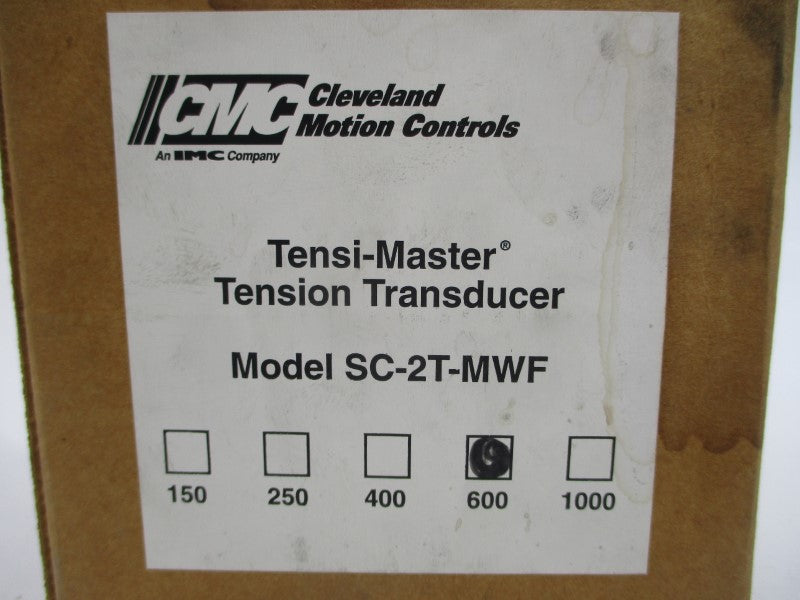 CMC Cleveland
Motion Controls
An IMC Company
Tensi-Master®
Tension Transducer
Model SC-2T-MWF
150 250 400 600 1000